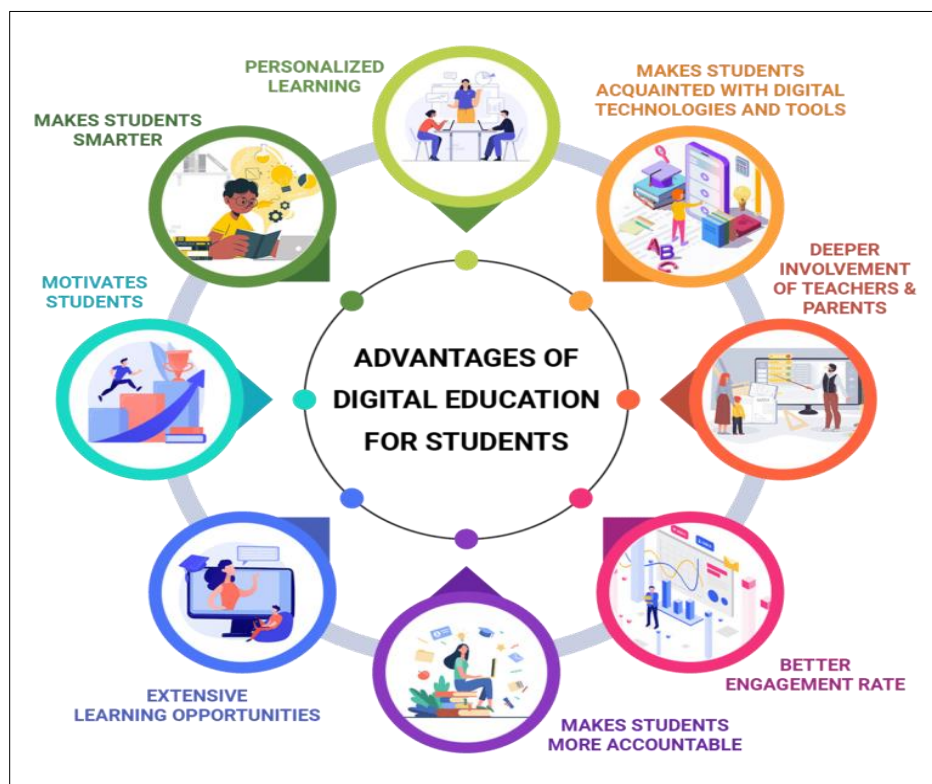 PERSONALIZED
LEARNING
MAKES STUDENTS
ACQUAINTED WITH DIGITAL
TECHNOLOGIES AND TOOLS
MAKES STUDENTS
SMARTER
DEEPER
INVOLVEMENT
OF TEACHERS &
PARENTS
MOTIVATES
STUDENTS
ADVANTAGES OF
DIGITAL EDUCATION
FOR STUDENTS
A B
C
BETTER
ENGAGEMENT RATE
EXTENSIVE
LEARNING OPPORTUNITIES
MAKES STUDENTS
MORE ACCOUNTABLE